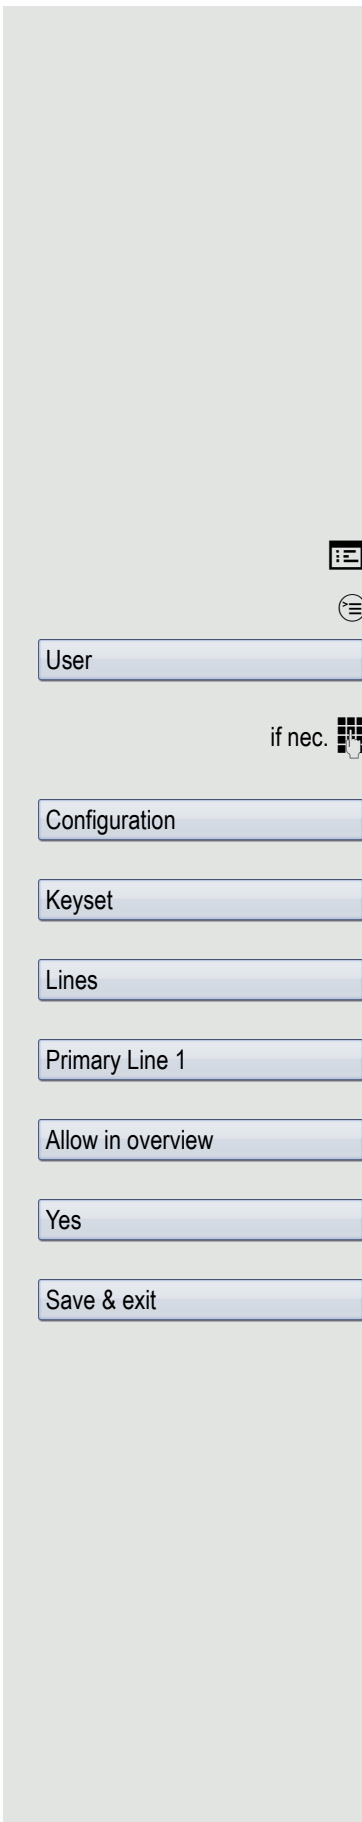 User
if nec.
Configuration
Keyset
Lines
Primary Line 1
Allow in overview
Yes
Save & exit